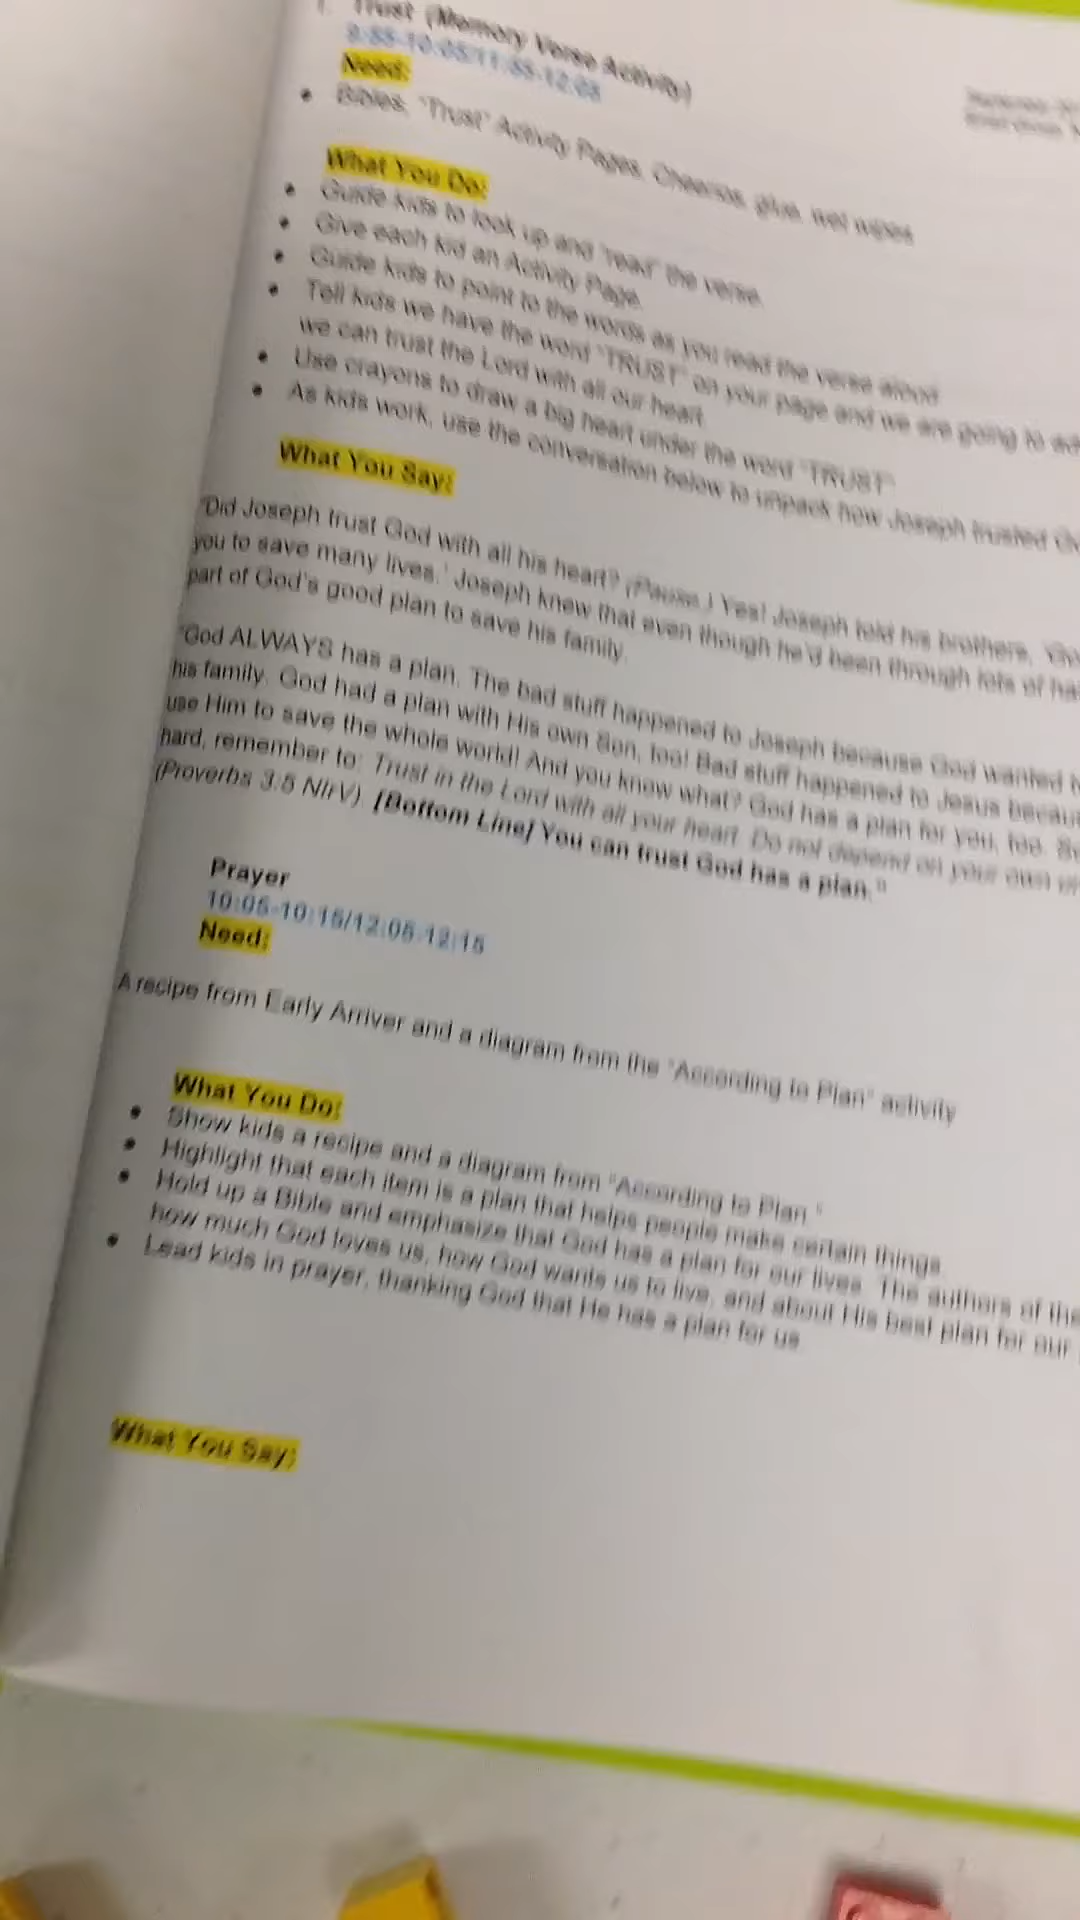 1. Trust (Memory Verse Activity)
9:55-10:05/11:55-12:05
Need:
• Bibles, "Trust" Activity Pages, Cheerios, glue, wet wipes
What You Do:
• Guide kids to look up and "read" the verse.
• Give each kid an Activity Page.
• Guide kids to point to the words as you read the verse aloud.
• Tell kids we have the word "TRUST" on your page and we are going to
we can trust the Lord with all our heart.
• Use crayons to draw a big heart under the word "TRUST"
• As kids work, use the conversation below to unpack how Joseph trusted
What You Say:
"Did Joseph trust God with all his heart? (Pause.) Yes! Joseph told his brothers,
you to save many lives.' Joseph knew that even though he'd been through lots of
part of God's good plan to save his family.
"God ALWAYS has a plan. The bad stuff happened to Joseph because God wanted
his family. God had a plan with His own Son, too! Bad stuff happened to Jesus
use Him to save the whole world! And you know what? God has a plan for you, too.
hard, remember to: Trust in the Lord with all your heart. Do not depend on your own
(Proverbs 3:5 NIrV). [Bottom Line] You can trust God has a plan."
Prayer
10:05-10:15/12:05-12:15
Need:
A recipe from Early Arriver and a diagram from the "According to Plan" activity
What You Do:
• Show kids a recipe and a diagram from "According to Plan."
• Highlight that each item is a plan that helps people make certain things.
• Hold up a Bible and emphasize that God has a plan for our lives. The authors of the
how much God loves us, how God wants us to live, and about His best plan for our
• Lead kids in prayer, thanking God that He has a plan for us.
What You Say: